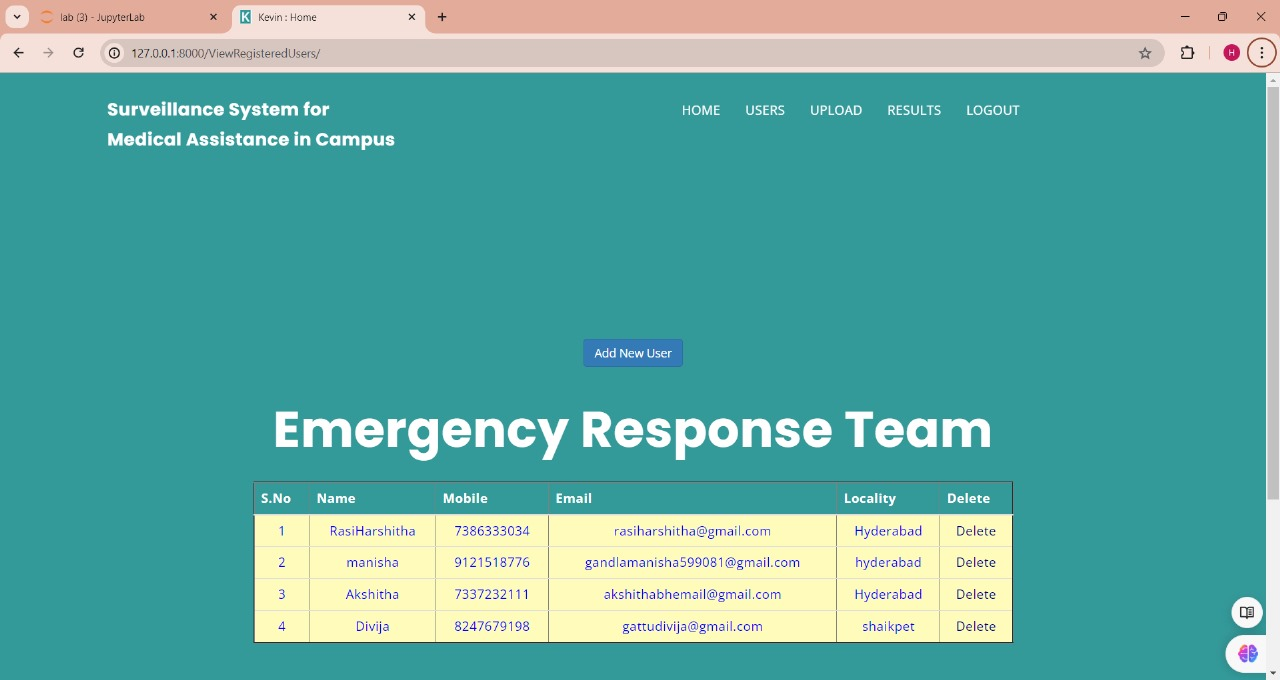 lab (3) - JupyterLab
Kevin : Home
127.0.0.1:8000/ViewRegisteredUsers/
H
Surveillance System for
Medical Assistance in Campus
HOME USERS UPLOAD RESULTS LOGOUT
Add New User
Emergency Response Team
S.No Name Mobile Email Locality Delete
1 RasiHarshitha 7386333034 rasiharshitha@gmail.com Hyderabad Delete
2 manisha 9121518776 gandlamanisha599081@gmail.com hyderabad Delete
3 Akshitha 7337232111 akshithabhemail@gmail.com Hyderabad Delete
4 Divija 8247679198 gattudivija@gmail.com shaikpet Delete